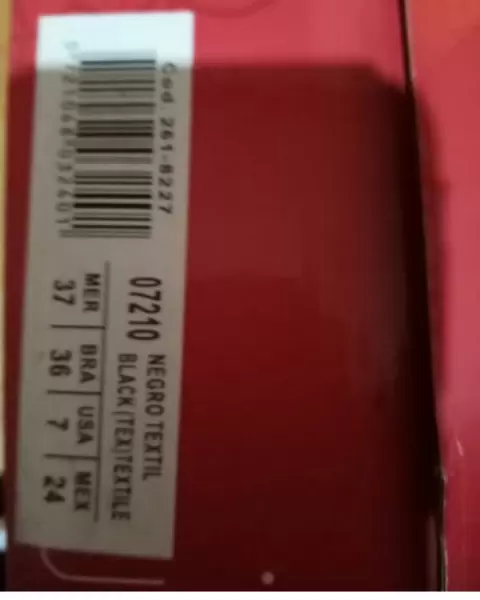 Cod. 261-8227
07210 NEGRO TEXTIL
BLACK (TEX)TEXTILE
MER BRA USA MEX
37 36 7 24